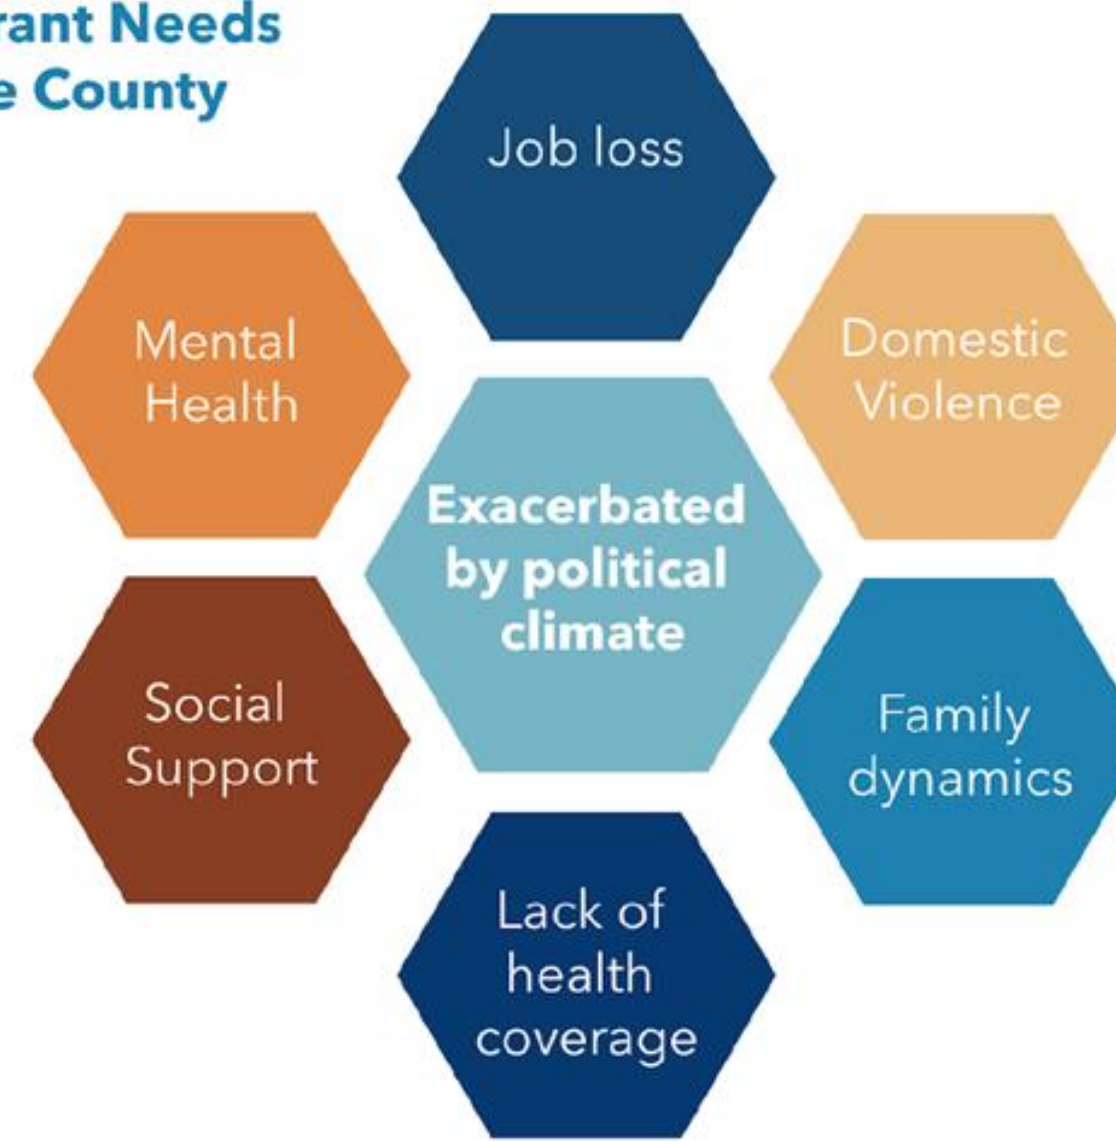 rant Needs
e County
Job loss
Mental
Health
Domestic
Violence
Exacerbated
by political
climate
Social
Support
Family
dynamics
Lack of
health
coverage